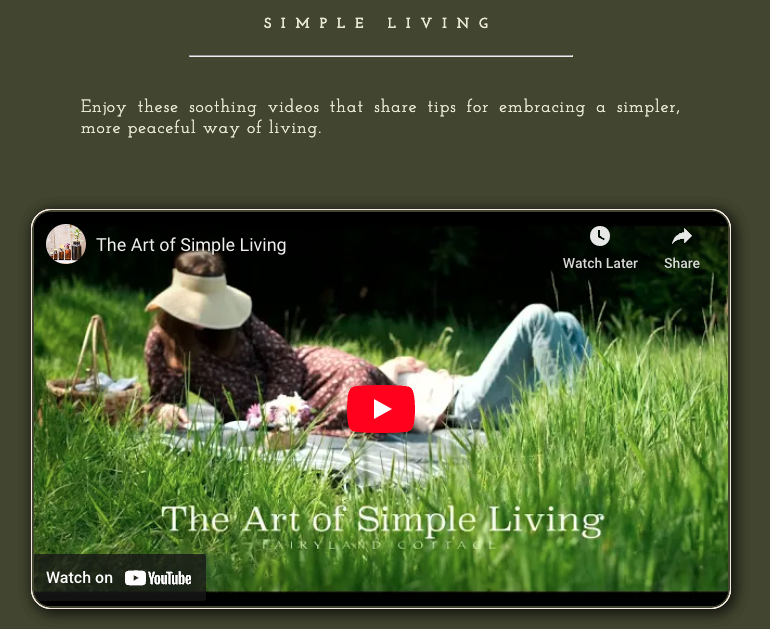 SIMPLE LIVING
Enjoy these soothing videos that share tips for embracing a simpler,
more peaceful way of living.
The Art of Simple Living
Watch Later
Share
The Art of Simple Living
FAIRYLAND COTTAGE
Watch on YouTube